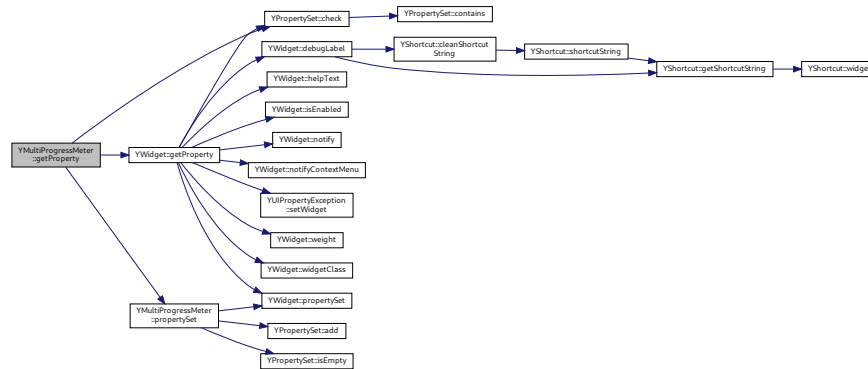 YPropertySet::check
YPropertySet::contains
YWidget::debugLabel
YShortcut::cleanShortcut
String
YShortcut::shortcutString
YShortcut::getShortcutString
YShortcut::widget
YWidget::helpText
YWidget::isEnabled
YWidget::notify
YMultiProgressMeter
::getProperty
YWidget::getProperty
YWidget::notifyContextMenu
YUIPropertyException
::setWidget
YWidget::weight
YWidget::widgetClass
YWidget::propertySet
YMultiProgressMeter
::propertySet
YPropertySet::add
YPropertySet::isEmpty